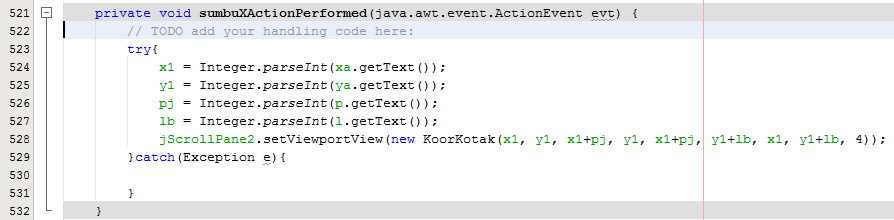 521 private void sumbuXActionPerformed(java.awt.event.ActionEvent evt) {
522 // TODO add your handling code here:
523 try{
524 x1 = Integer.parseInt(xa.getText());
525 y1 = Integer.parseInt(ya.getText());
526 pj = Integer.parseInt(p.getText());
527 lb = Integer.parseInt(l.getText());
528 jScrollPane2.setViewportView(new KoorKotak(x1, y1, x1+pj, y1, x1+pj, y1+lb, x1, y1+lb, 4));
529 }catch(Exception e){
530
531 }
532 }